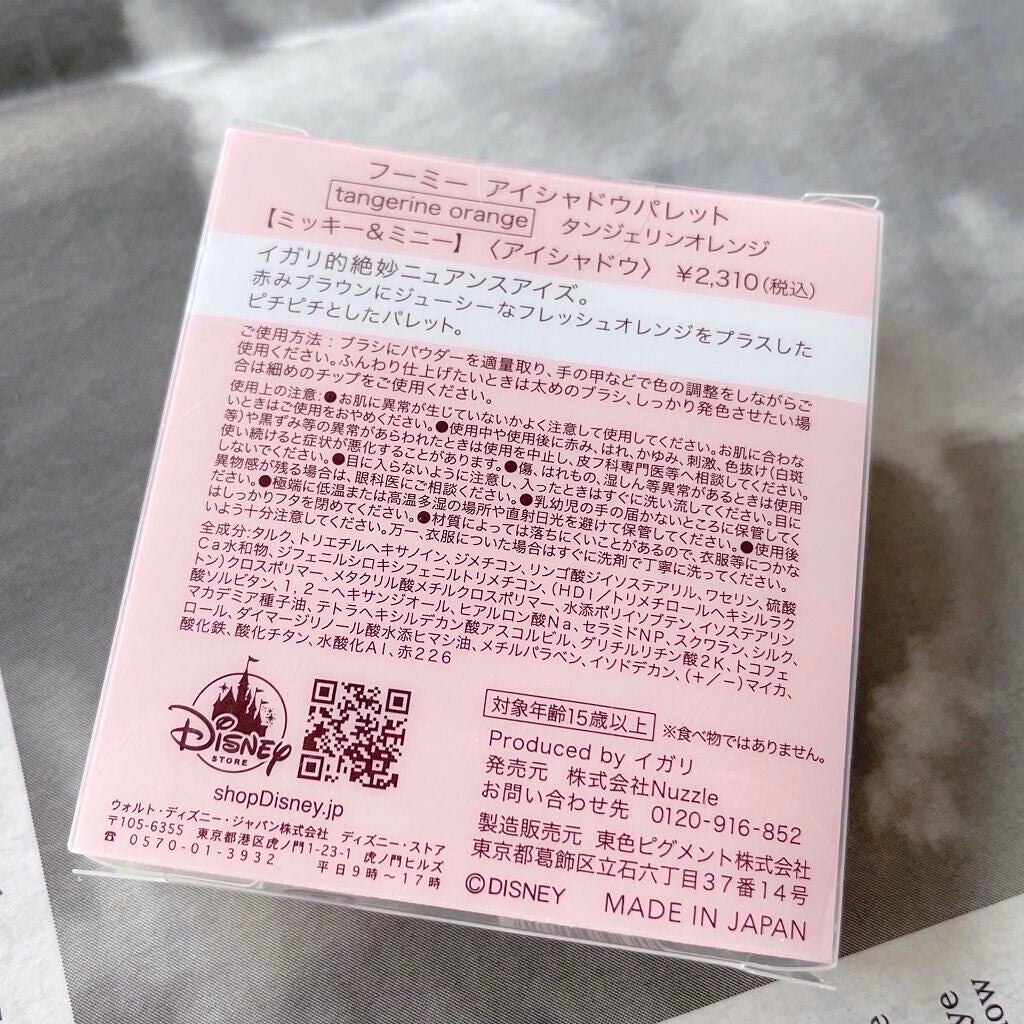 フーミー アイシャドウパレット
tangerine orange タンジェリンオレンジ
【ミッキー&ミニー】〈アイシャドウ〉 ¥2,310(税込)
イガリ的絶妙ニュアンスアイズ。
赤みブラウンにジューシーなフレッシュオレンジをプラスした
ピチピチとしたパレット。
ご使用方法:ブラシにパウダーを適量取り、手の甲などで色の調整をしながらご
使用ください。ふんわり仕上げたいときは太めのブラシ、しっかり発色させたい場
合は細めのチップをご使用ください。
使用上の注意:●お肌に異常が生じていないかよく注意して使用してください。お肌に合わな
いときはご使用をおやめください。●使用中や使用後に赤み、はれ、かゆみ、刺激、色抜け(白斑
等)や黒ずみ等の異常があらわれたときは使用を中止し、皮フ科専門医等へ相談してください。
使い続けると症状が悪化することがあります。●傷、はれもの、湿しん等異常があるときは使用
しないでください。●目に入らないように注意し、入ったときはすぐに洗い流してください。目に
異物感が残る場合は、眼科医にご相談ください。●乳幼児の手の届かないところに保管してく
ださい。●極端に低温または高温多湿の場所や直射日光を避けて保管してください。●使用後
はしっかりフタを閉めてください。●材質によっては落ちにくいことがあるので、衣服等につかな
いよう十分注意してください。万一、衣服についた場合はすぐに洗剤で丁寧に洗ってください。
全成分:タルク、トリエチルヘキサノイン、ジメチコン、リンゴ酸ジイソステアリル、ワセリン、硫酸
Ca水和物、ジフェニルシロキシフェニルトリメチコン、(HDI/トリメチロールヘキシルラク
トン)クロスポリマー、メタクリル酸メチルクロスポリマー、水添ポリイソブテン、イソステアリン
酸ソルビタン、1,2-ヘキサンジオール、ヒアルロン酸Na、セラミドNP、スクワラン、シルク、
マカデミア種子油、テトラヘキシルデカン酸アスコルビル、グリチルリチン酸2K、トコフェ
ロール、ダイマージリノール酸水添ヒマシ油、メチルパラベン、イソドデカン、(+/-)マイカ、
酸化鉄、酸化チタン、水酸化Al、赤226
対象年齢15歳以上 ※食べ物ではありません。
Disney
STORE
shopDisney.jp
ウォルト・ディズニー・ジャパン株式会社 ディズニー・ストア
〒105-6355 東京都港区虎ノ門1-23-1 虎ノ門ヒルズ
☎ 0570-01-3932 平日9時〜17時
Produced by イガリ
発売元 株式会社Nuzzle
お問い合わせ先 0120-916-852
製造販売元 東色ピグメント株式会社
東京都葛飾区立石六丁目37番14号
©DISNEY MADE IN JAPAN